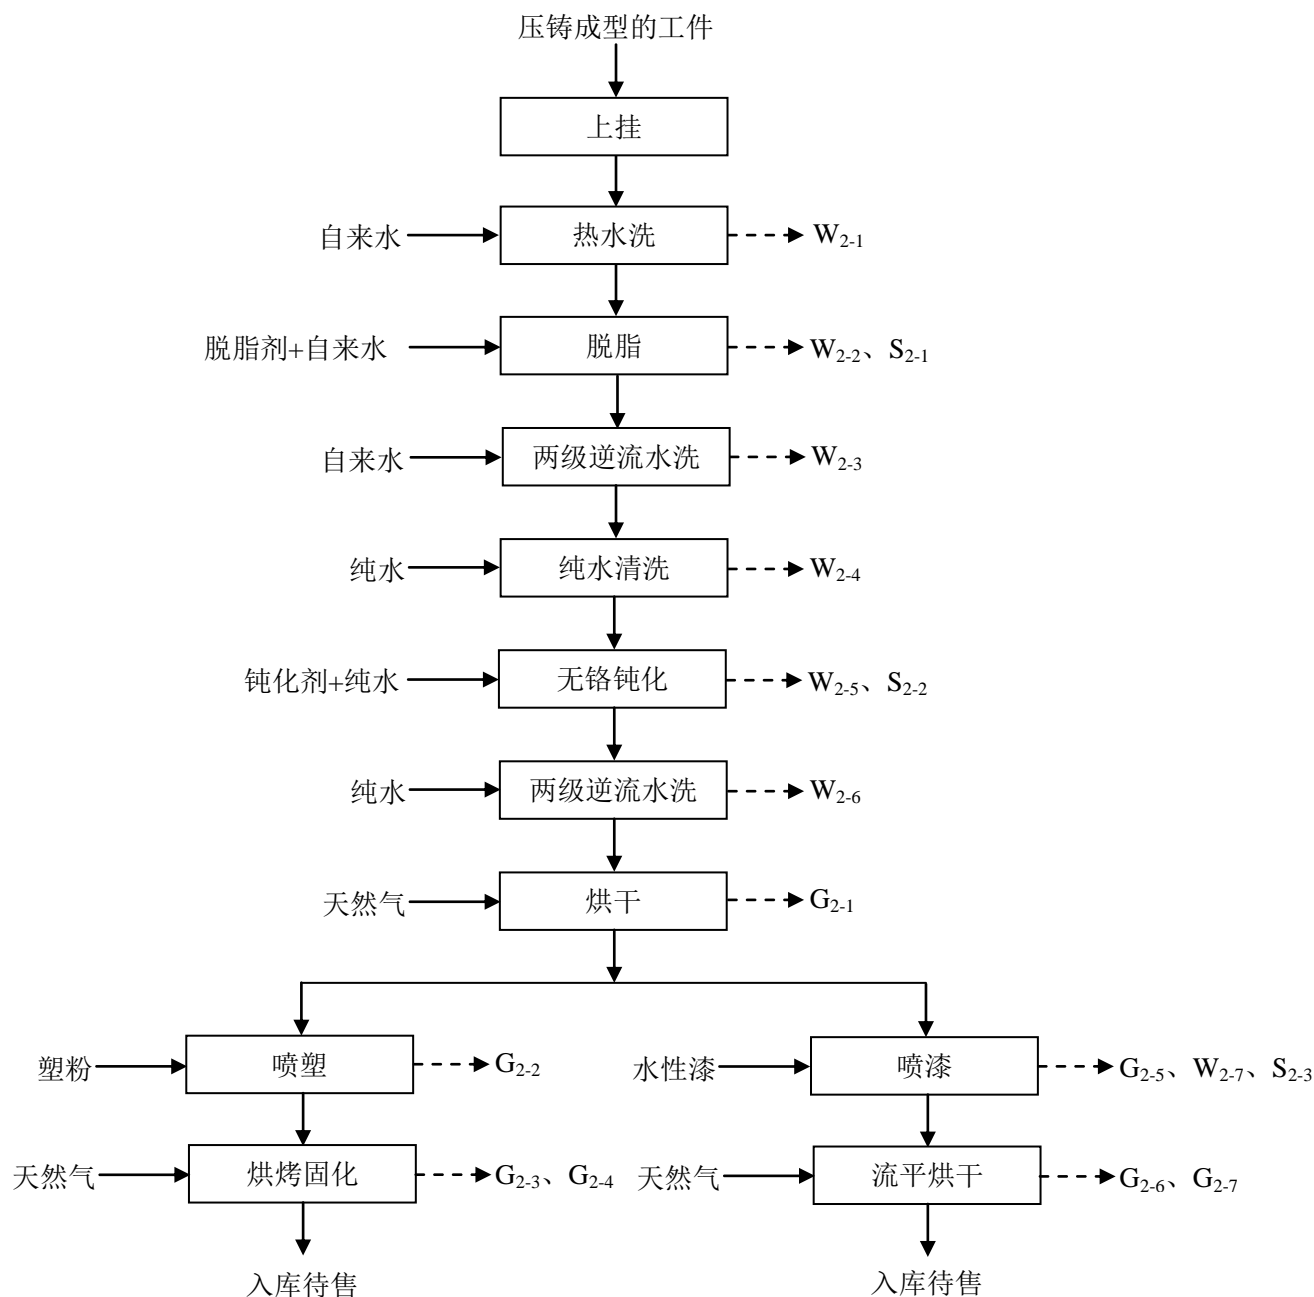 压铸成型的工件
上挂
自来水 热水洗 W2-1
脱脂剂+自来水 脱脂 W2-2、S2-1
自来水 两级逆流水洗 W2-3
纯水 纯水清洗 W2-4
钝化剂+纯水 无铬钝化 W2-5、S2-2
纯水 两级逆流水洗 W2-6
天然气 烘干 G2-1
塑粉 喷塑 G2-2 水性漆 喷漆 G2-5、W2-7、S2-3
天然气 烘烤固化 G2-3、G2-4 天然气 流平烘干 G2-6、G2-7
入库待售 入库待售